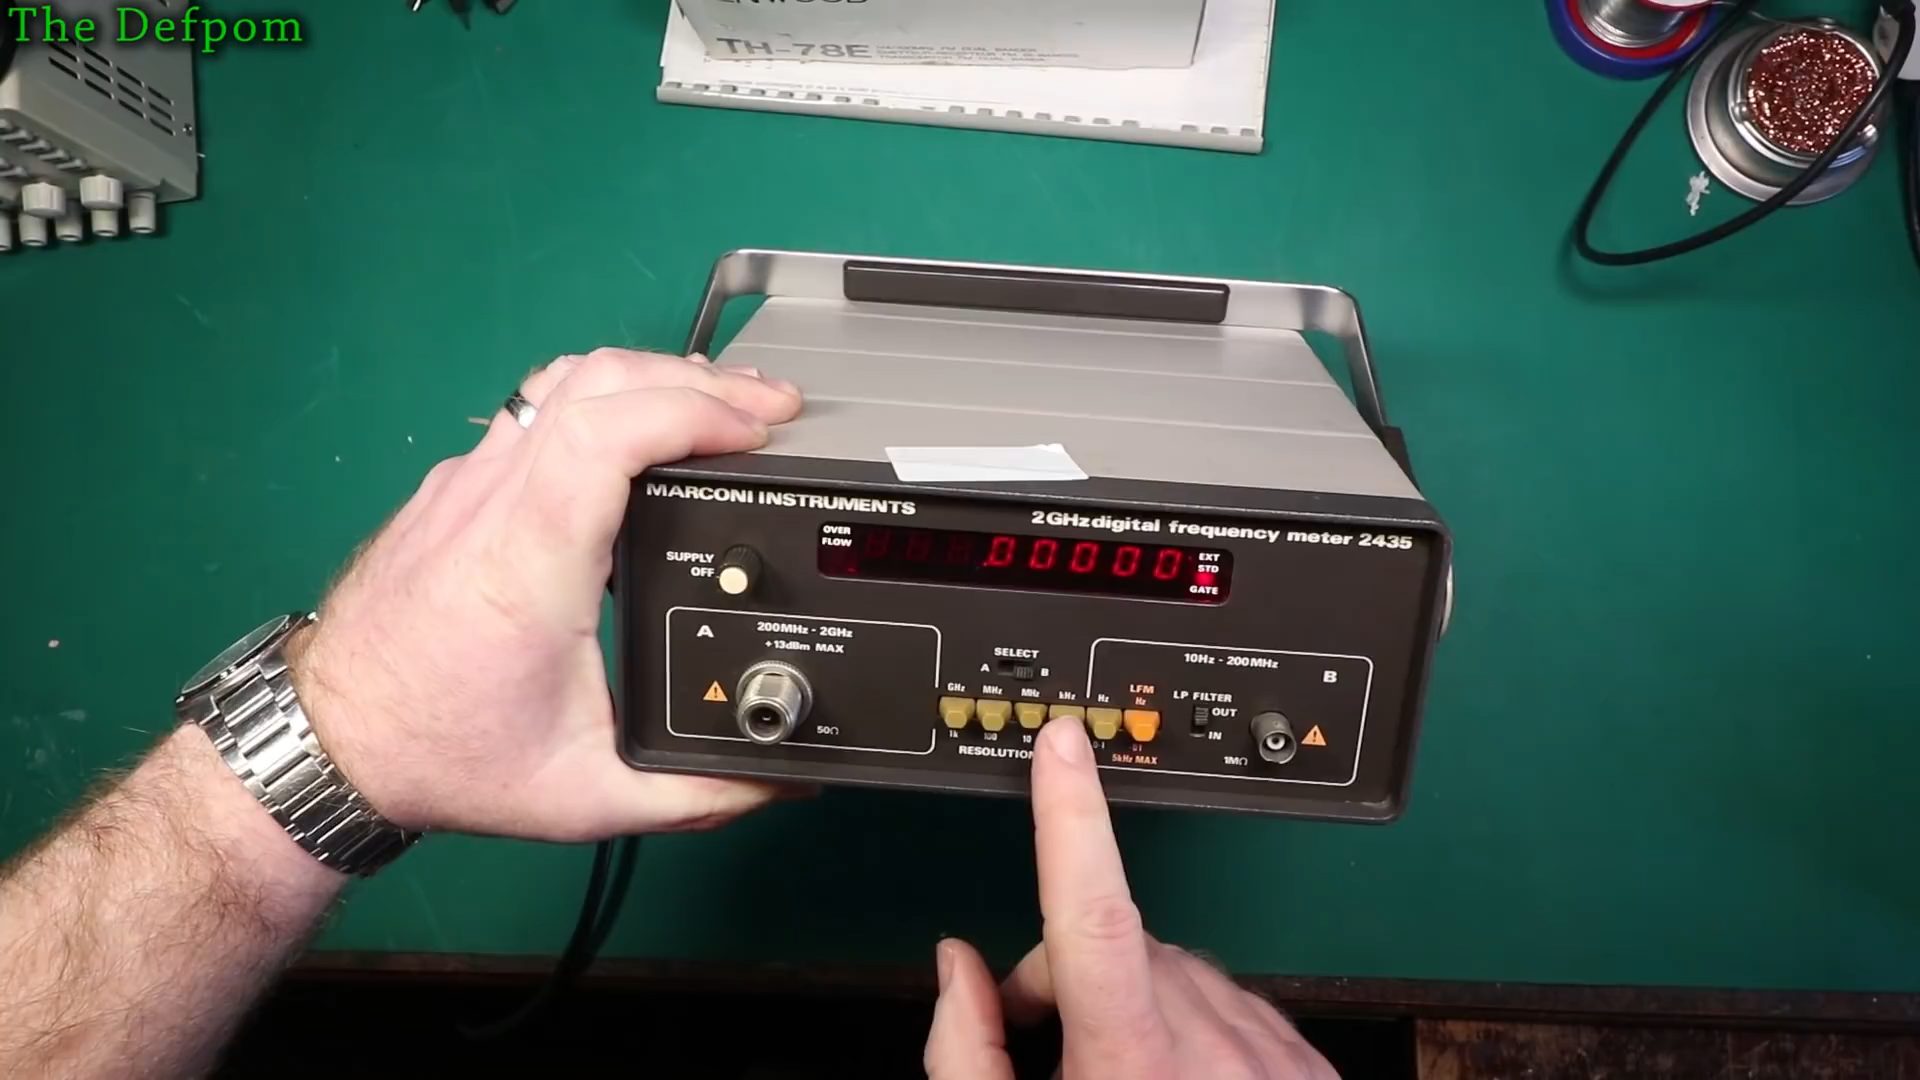 The Defpom
TH-78E
MARCONI INSTRUMENTS
2GHz digital frequency meter 2435
OVER
FLOW
.00000
EXT
STD
GATE
SUPPLY
OFF
A
200MHz - 2GHz
+13dBm MAX
50Ω
SELECT
A B
GHz MHz MHz kHz Hz LFM Hz
1k 100 10
RESOLUTION
5kHz MAX
10Hz - 200MHz
B
LP FILTER
OUT
IN
1MΩ